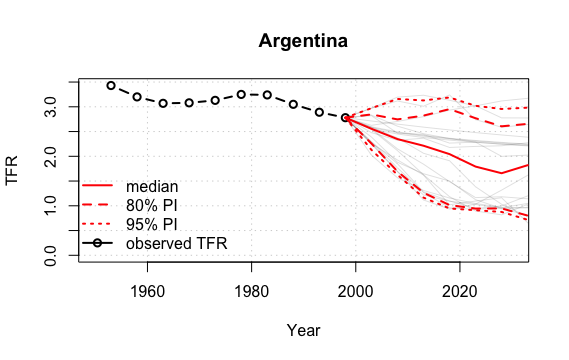 Argentina
TFR
3.0
2.0
1.0
0.0
median
80% PI
95% PI
observed TFR
1960 1980 2000 2020
Year